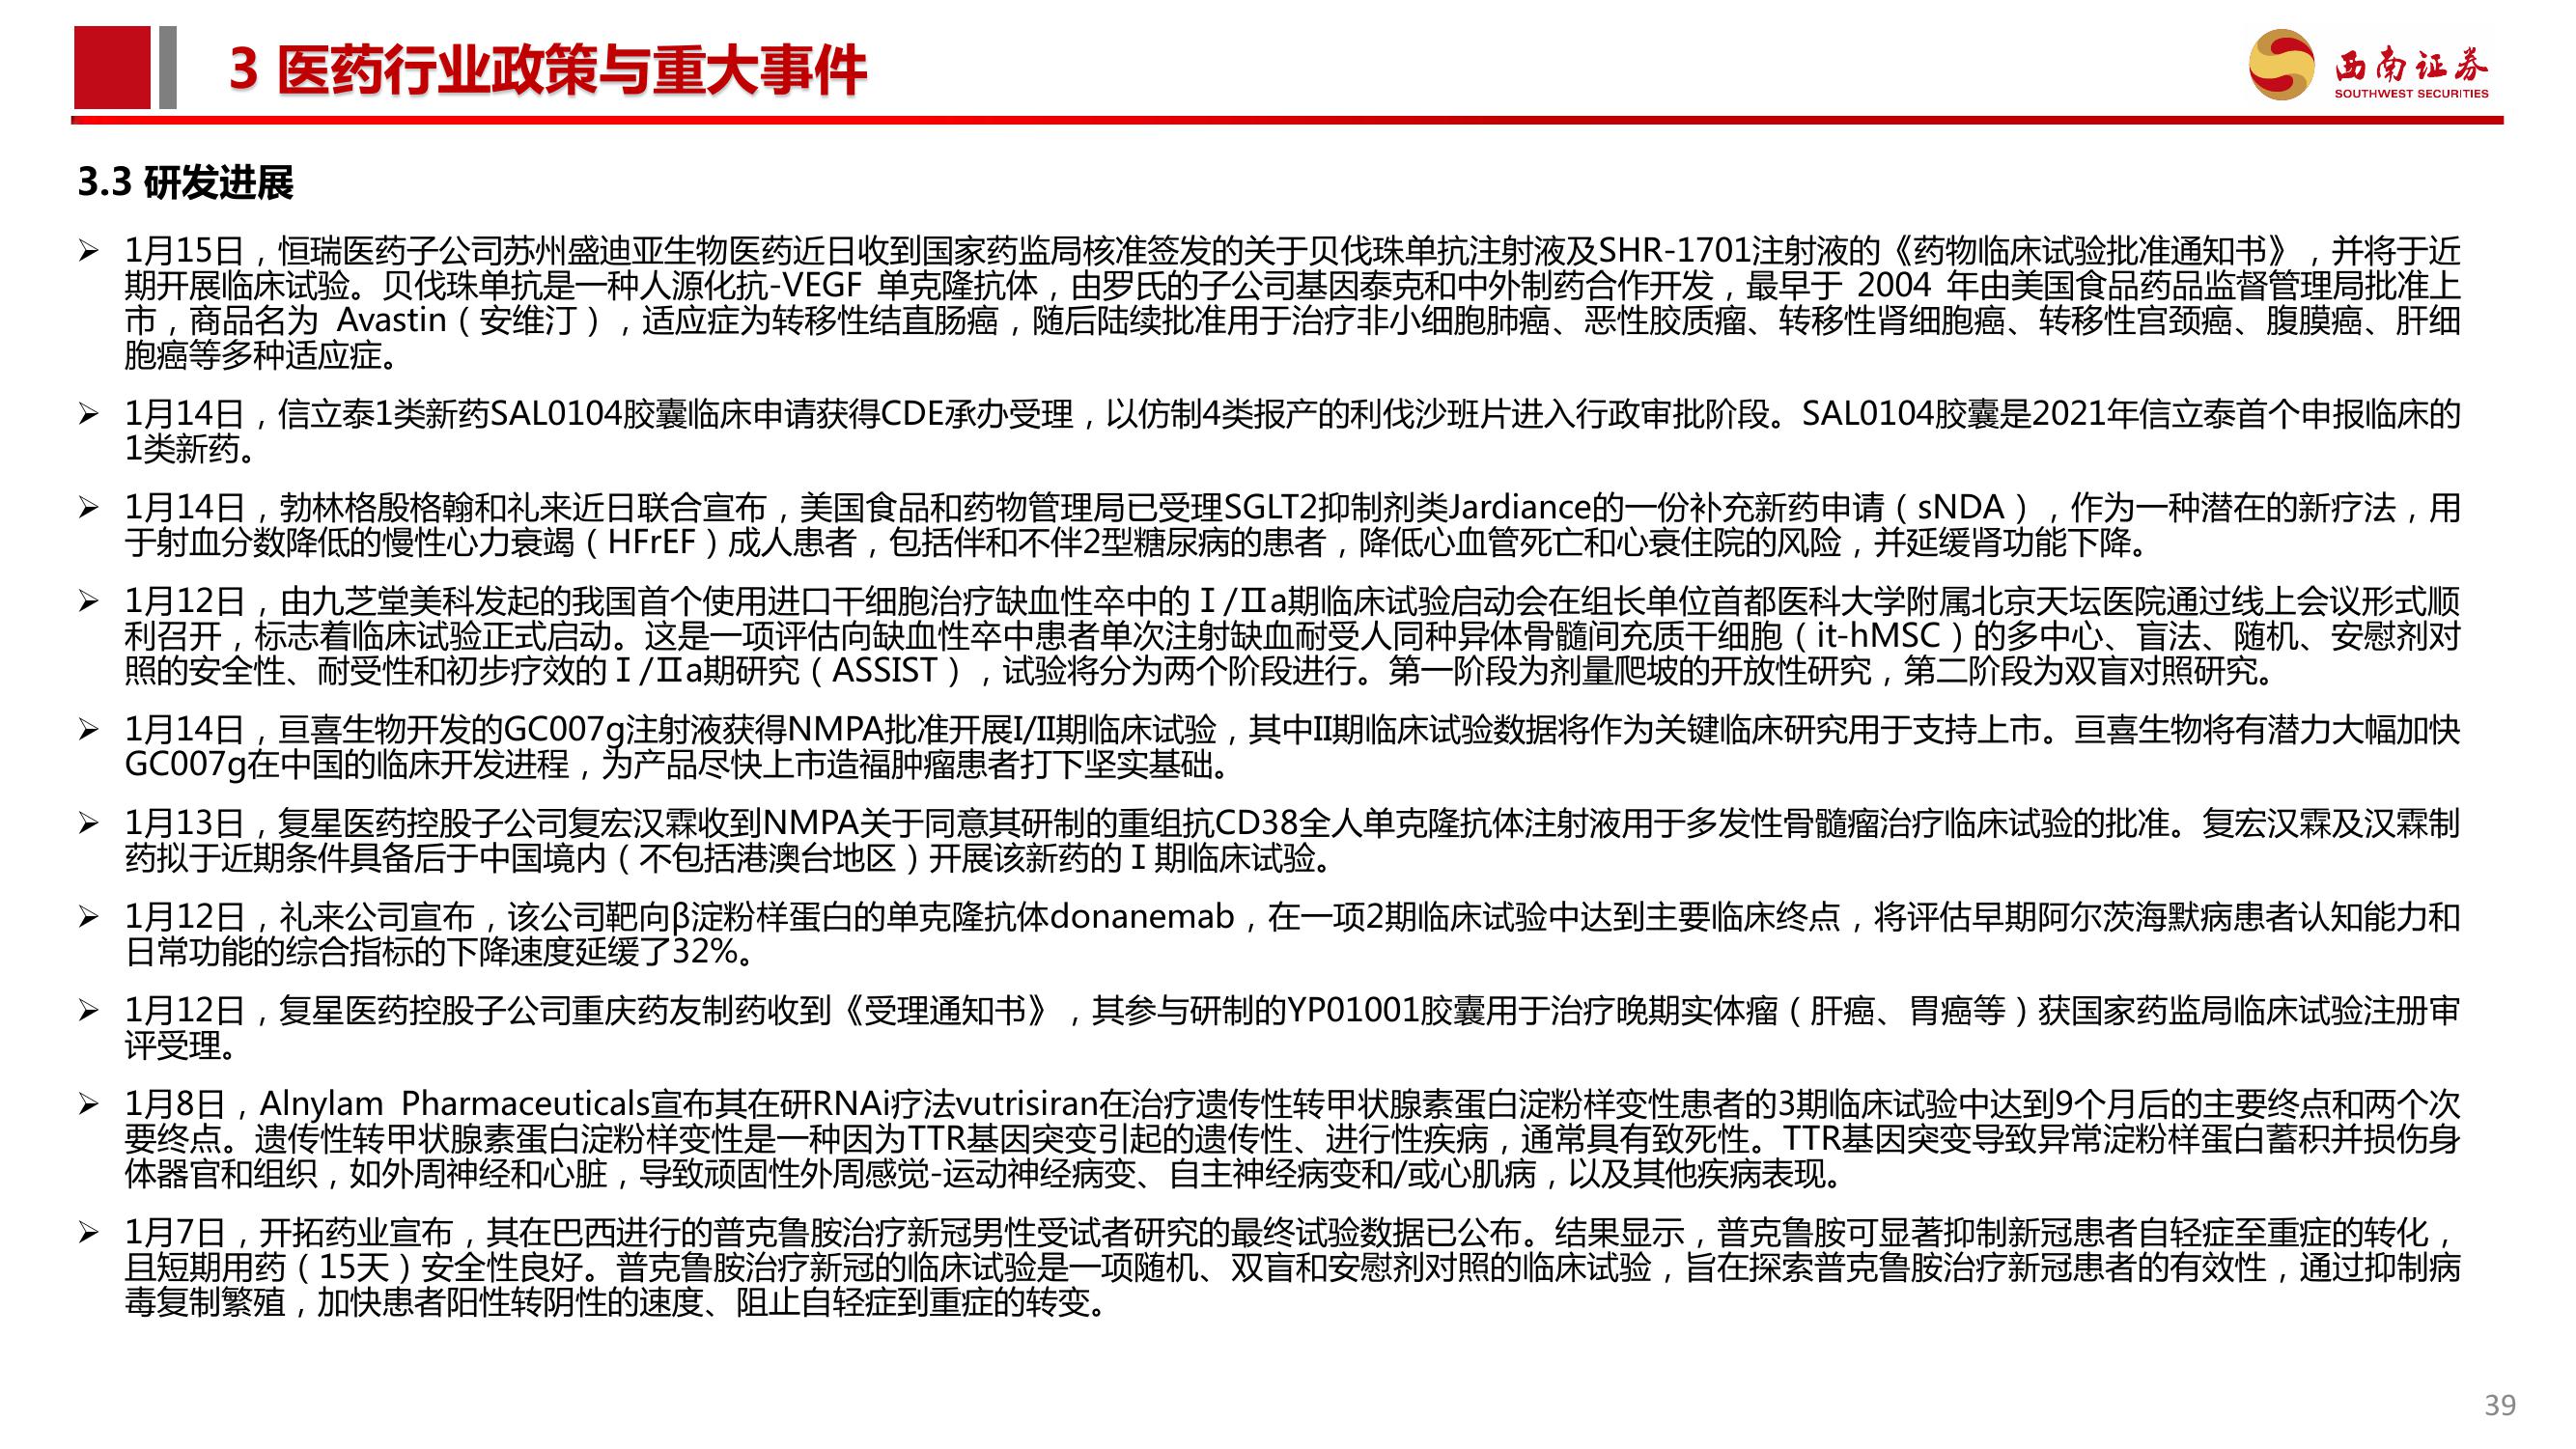 3 医药行业政策与重大事件
西南证券
SOUTHWEST SECURITIES
3.3 研发进展
➢ 1月15日，恒瑞医药子公司苏州盛迪亚生物医药近日收到国家药监局核准签发的关于贝伐珠单抗注射液及SHR-1701注射液的《药物临床试验批准通知书》，并将于近
期开展临床试验。贝伐珠单抗是一种人源化抗-VEGF 单克隆抗体，由罗氏的子公司基因泰克和中外制药合作开发，最早于 2004 年由美国食品药品监督管理局批准上
市，商品名为 Avastin（安维汀），适应症为转移性结直肠癌，随后陆续批准用于治疗非小细胞肺癌、恶性胶质瘤、转移性肾细胞癌、转移性宫颈癌、腹膜癌、肝细
胞癌等多种适应症。
➢ 1月14日，信立泰1类新药SAL0104胶囊临床申请获得CDE承办受理，以仿制4类报产的利伐沙班片进入行政审批阶段。SAL0104胶囊是2021年信立泰首个申报临床的
1类新药。
➢ 1月14日，勃林格殷格翰和礼来近日联合宣布，美国食品和药物管理局已受理SGLT2抑制剂类Jardiance的一份补充新药申请（sNDA），作为一种潜在的新疗法，用
于射血分数降低的慢性心力衰竭（HFrEF）成人患者，包括伴和不伴2型糖尿病的患者，降低心血管死亡和心衰住院的风险，并延缓肾功能下降。
➢ 1月12日，由九芝堂美科发起的我国首个使用进口干细胞治疗缺血性卒中的Ⅰ/Ⅱa期临床试验启动会在组长单位首都医科大学附属北京天坛医院通过线上会议形式顺
利召开，标志着临床试验正式启动。这是一项评估向缺血性卒中患者单次注射缺血耐受人同种异体骨髓间充质干细胞（it-hMSC）的多中心、盲法、随机、安慰剂对
照的安全性、耐受性和初步疗效的Ⅰ/Ⅱa期研究（ASSIST），试验将分为两个阶段进行。第一阶段为剂量爬坡的开放性研究，第二阶段为双盲对照研究。
➢ 1月14日，亘喜生物开发的GC007g注射液获得NMPA批准开展I/II期临床试验，其中II期临床试验数据将作为关键临床研究用于支持上市。亘喜生物将有潜力大幅加快
GC007g在中国的临床开发进程，为产品尽快上市造福肿瘤患者打下坚实基础。
➢ 1月13日，复星医药控股子公司复宏汉霖收到NMPA关于同意其研制的重组抗CD38全人单克隆抗体注射液用于多发性骨髓瘤治疗临床试验的批准。复宏汉霖及汉霖制
药拟于近期条件具备后于中国境内（不包括港澳台地区）开展该新药的Ⅰ期临床试验。
➢ 1月12日，礼来公司宣布，该公司靶向β淀粉样蛋白的单克隆抗体donanemab，在一项2期临床试验中达到主要临床终点，将评估早期阿尔茨海默病患者认知能力和
日常功能的综合指标的下降速度延缓了32%。
➢ 1月12日，复星医药控股子公司重庆药友制药收到《受理通知书》，其参与研制的YP01001胶囊用于治疗晚期实体瘤（肝癌、胃癌等）获国家药监局临床试验注册审
评受理。
➢ 1月8日，Alnylam Pharmaceuticals宣布其在研RNAi疗法vutrisiran在治疗遗传性转甲状腺素蛋白淀粉样变性患者的3期临床试验中达到9个月后的主要终点和两个次
要终点。遗传性转甲状腺素蛋白淀粉样变性是一种因为TTR基因突变引起的遗传性、进行性疾病，通常具有致死性。TTR基因突变导致异常淀粉样蛋白蓄积并损伤身
体器官和组织，如外周神经和心脏，导致顽固性外周感觉-运动神经病变、自主神经病变和/或心肌病，以及其他疾病表现。
➢ 1月7日，开拓药业宣布，其在巴西进行的普克鲁胺治疗新冠男性受试者研究的最终试验数据已公布。结果显示，普克鲁胺可显著抑制新冠患者自轻症至重症的转化，
且短期用药（15天）安全性良好。普克鲁胺治疗新冠的临床试验是一项随机、双盲和安慰剂对照的临床试验，旨在探索普克鲁胺治疗新冠患者的有效性，通过抑制病
毒复制繁殖，加快患者阳性转阴性的速度、阻止自轻症到重症的转变。
39